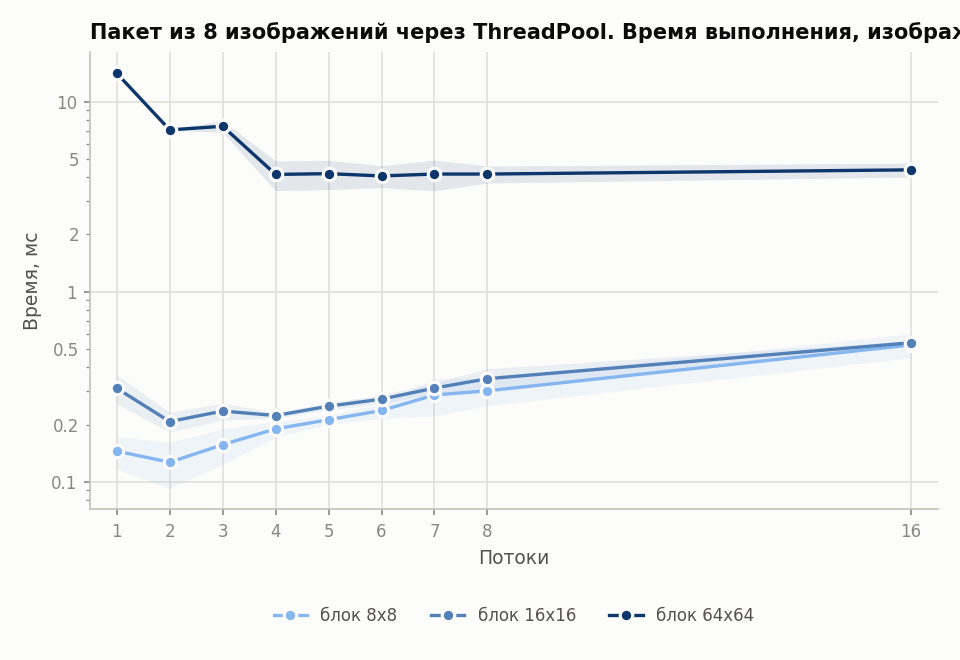 Пакет из 8 изображений через ThreadPool. Время выполнения, изобра
Время, мс
10
5
2
1
0.5
0.2
0.1
1 2 3 4 5 6 7 8 16
Потоки
блок 8x8 блок 16x16 блок 64x64